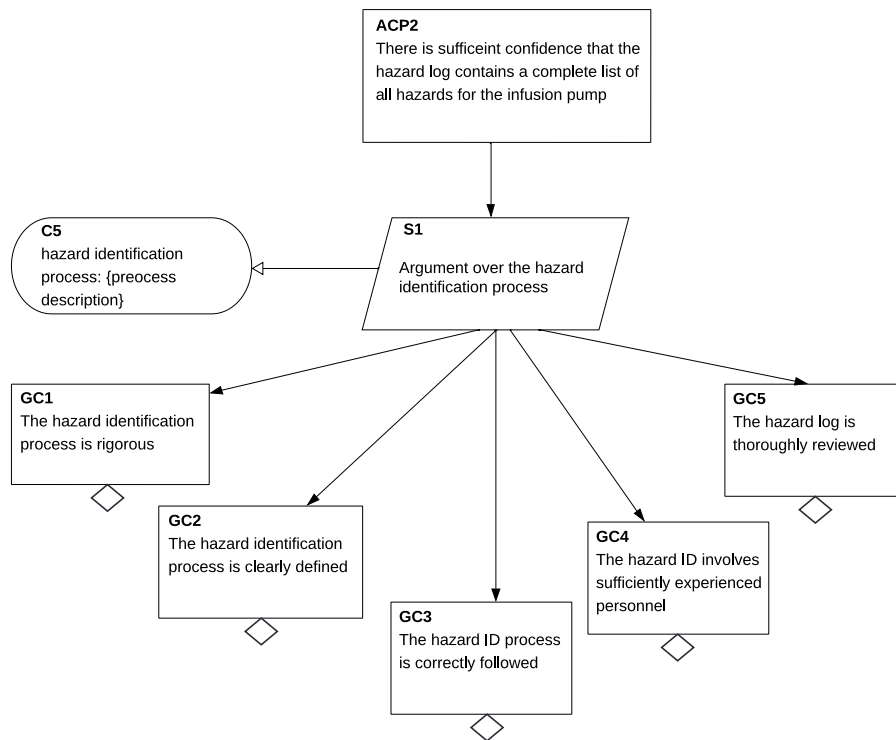 ACP2
There is sufficeint confidence that the
hazard log contains a complete list of
all hazards for the infusion pump
C5
hazard identification
process: {preocess
description}
S1
Argument over the hazard
identification process
GC1
The hazard identification
process is rigorous
GC2
The hazard identification
process is clearly defined
GC3
The hazard ID process
is correctly followed
GC4
The hazard ID involves
sufficiently experienced
personnel
GC5
The hazard log is
thoroughly reviewed